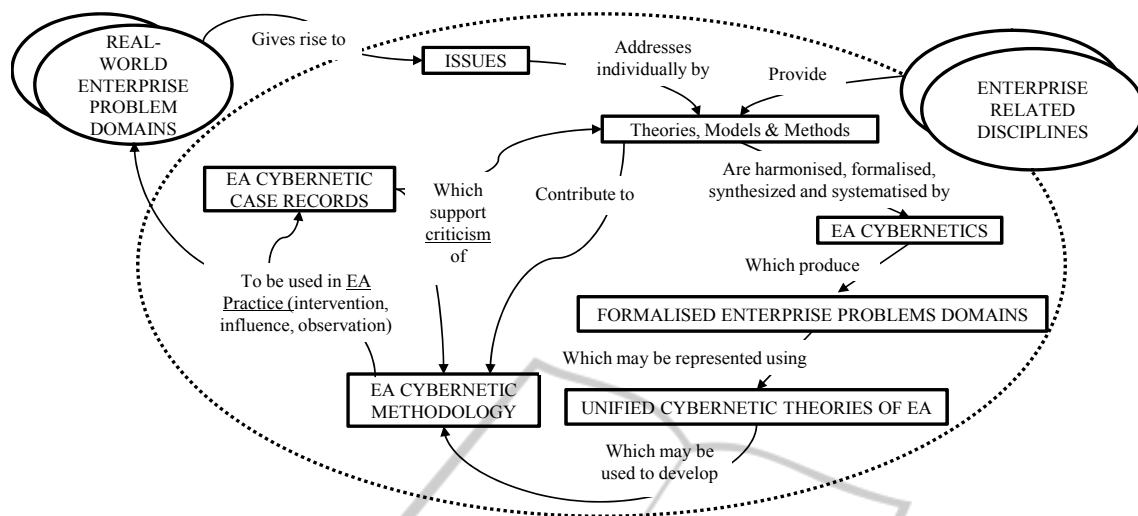 REAL-
WORLD
ENTERPRISE
PROBLEM
DOMAINS
Gives rise to
ISSUES
Addresses
individually by
Provide
ENTERPRISE
RELATED
DISCIPLINES
Theories, Models & Methods
EA CYBERNETIC
CASE RECORDS
Which
support
criticism
of
Contribute to
Are harmonised, formalised,
synthesized and systematised by
EA CYBERNETICS
Which produce
To be used in EA
Practice (intervention,
influence, observation)
FORMALISED ENTERPRISE PROBLEMS DOMAINS
Which may be represented using
EA CYBERNETIC
METHODOLOGY
UNIFIED CYBERNETIC THEORIES OF EA
Which may be
used to develop